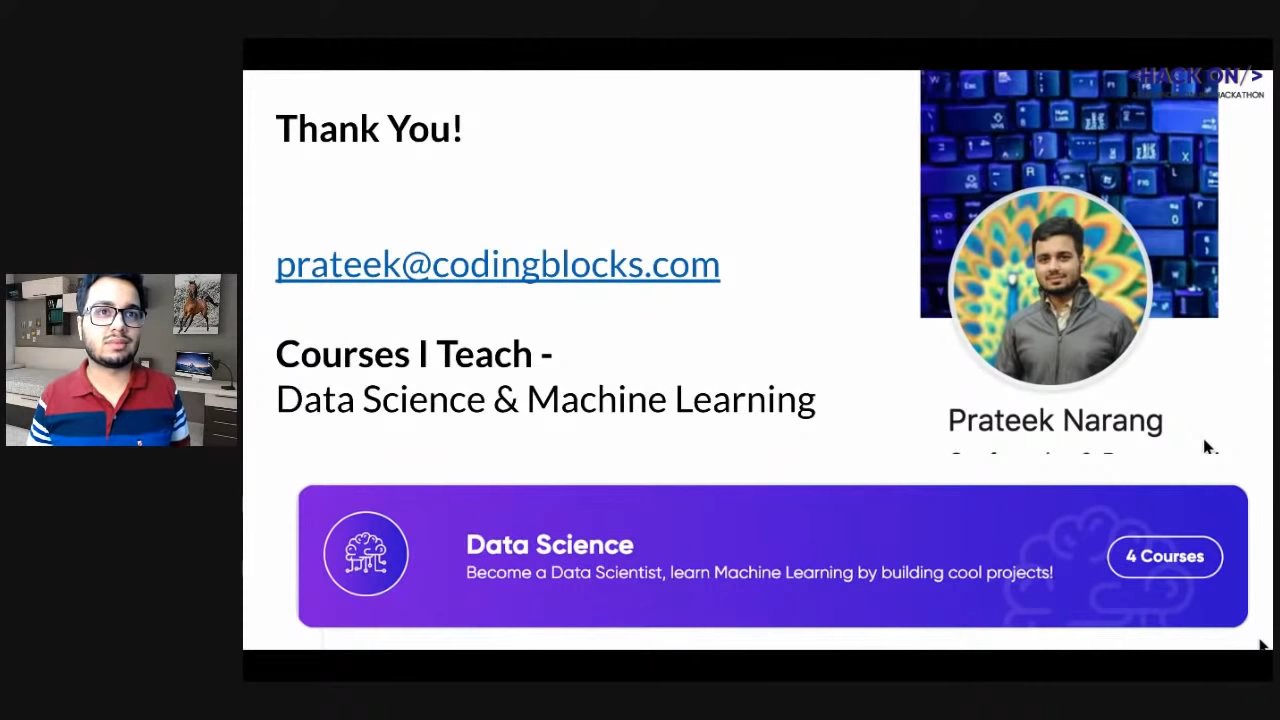 Thank You!
prateek@codingblocks.com
Courses I Teach -
Data Science & Machine Learning
HACK ON/>
HACKATHON
Prateek Narang
Data Science
Become a Data Scientist, learn Machine Learning by building cool projects!
4 Courses